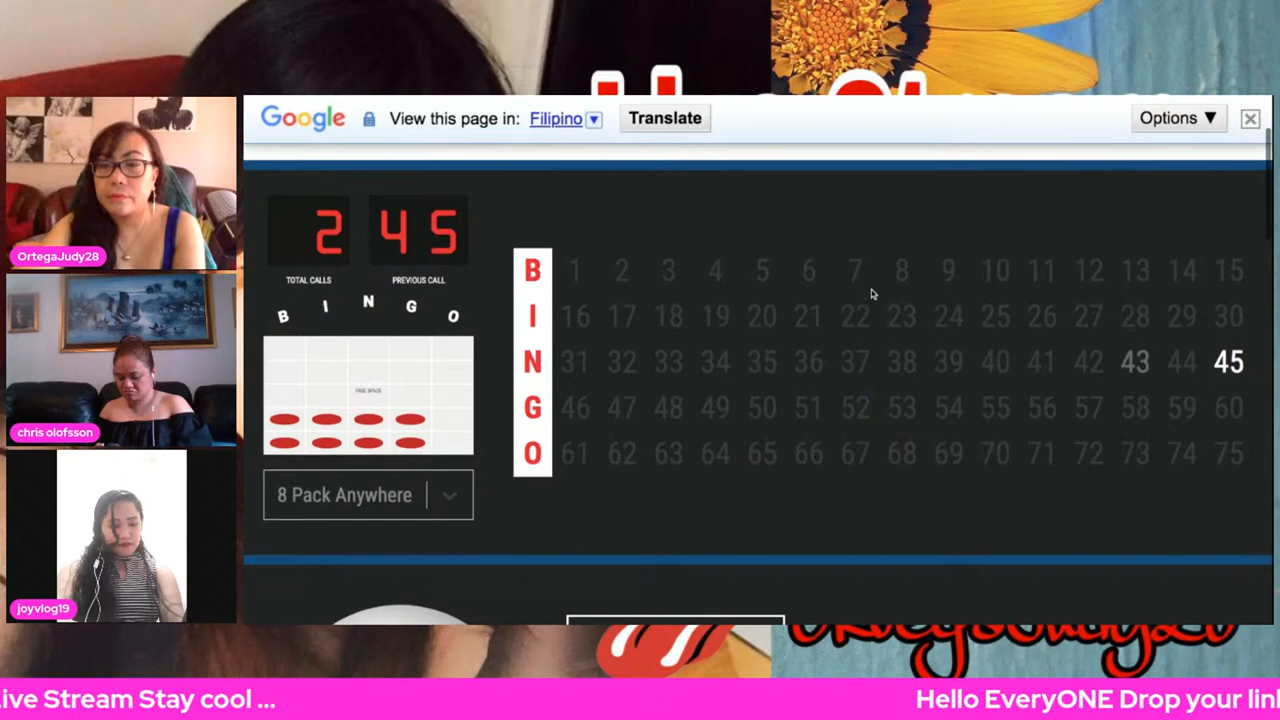 Google View this page in: Filipino Translate Options ▼
2 45
TOTAL CALLS PREVIOUS CALL
B I N G O
FREE SPACE
8 Pack Anywhere
B 1 2 3 4 5 6 7 8 9 10 11 12 13 14 15
I 16 17 18 19 20 21 22 23 24 25 26 27 28 29 30
N 31 32 33 34 35 36 37 38 39 40 41 42 43 44 45
G 46 47 48 49 50 51 52 53 54 55 56 57 58 59 60
O 61 62 63 64 65 66 67 68 69 70 71 72 73 74 75
OrtegaJudy28
chris olofsson
joyvlog19
ive Stream Stay cool ... Hello EveryONE Drop your lin